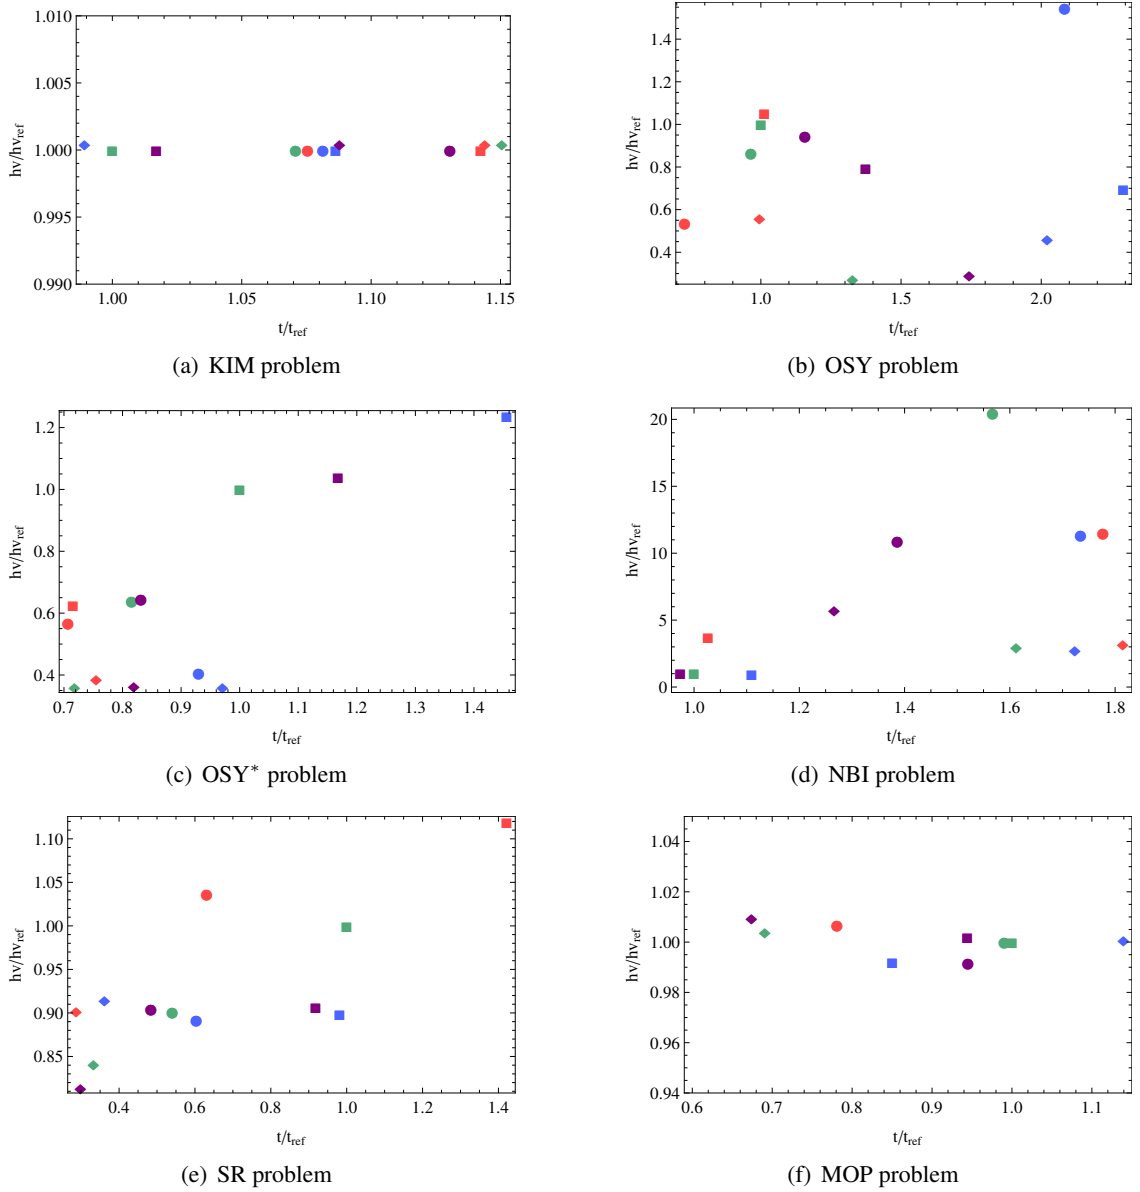 1.010
1.005
1.000
0.995
0.990
hv/hv_ref
1.00 1.05 1.10 1.15
t/t_ref
(a) KIM problem
1.4
1.2
1.0
0.8
0.6
0.4
hv/hv_ref
1.0 1.5 2.0
t/t_ref
(b) OSY problem
1.2
1.0
0.8
0.6
0.4
hv/hv_ref
0.7 0.8 0.9 1.0 1.1 1.2 1.3 1.4
t/t_ref
(c) OSY* problem
20
15
10
5
0
hv/hv_ref
1.0 1.2 1.4 1.6 1.8
t/t_ref
(d) NBI problem
1.10
1.05
1.00
0.95
0.90
0.85
hv/hv_ref
0.4 0.6 0.8 1.0 1.2 1.4
t/t_ref
(e) SR problem
1.04
1.02
1.00
0.98
0.96
0.94
hv/hv_ref
0.6 0.7 0.8 0.9 1.0 1.1
t/t_ref
(f) MOP problem